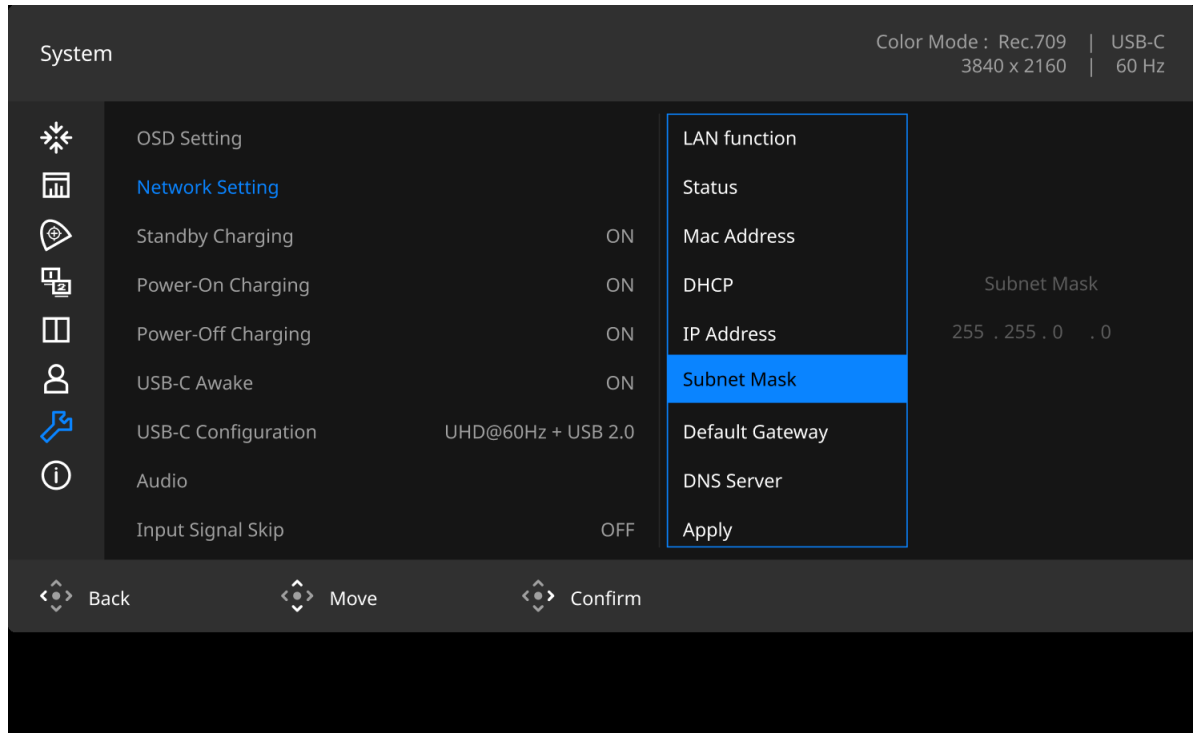 System
Color Mode : Rec.709 | USB-C
3840 x 2160 | 60 Hz
OSD Setting
LAN function
Network Setting
Status
Standby Charging ON
Mac Address
Power-On Charging ON
DHCP
Subnet Mask
Power-Off Charging ON
IP Address
255 . 255 . 0 . 0
USB-C Awake ON
Subnet Mask
USB-C Configuration UHD@60Hz + USB 2.0
Default Gateway
Audio
DNS Server
Input Signal Skip OFF
Apply
Back Move Confirm